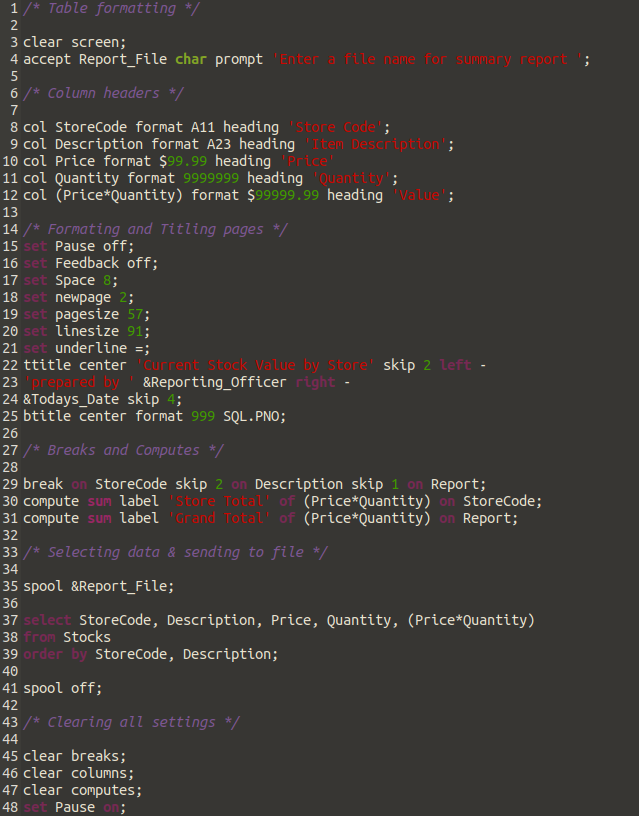 1 /* Table formatting */
2
3 clear screen;
4 accept Report_File char prompt 'Enter a file name for summary report ';
5
6 /* Column headers */
7
8 col StoreCode format A11 heading 'Store Code';
9 col Description format A23 heading 'Item Description';
10 col Price format $99.99 heading 'Price'
11 col Quantity format 9999999 heading 'Quantity';
12 col (Price*Quantity) format $99999.99 heading 'Value';
13
14 /* Formating and Titling pages */
15 set Pause off;
16 set Feedback off;
17 set Space 8;
18 set newpage 2;
19 set pagesize 57;
20 set linesize 91;
21 set underline =;
22 ttitle center 'Current Stock Value by Store' skip 2 left -
23 'prepared by ' &Reporting_Officer right -
24 &Todays_Date skip 4;
25 btitle center format 999 SQL.PNO;
26
27 /* Breaks and Computes */
28
29 break on StoreCode skip 2 on Description skip 1 on Report;
30 compute sum label 'Store Total' of (Price*Quantity) on StoreCode;
31 compute sum label 'Grand Total' of (Price*Quantity) on Report;
32
33 /* Selecting data & sending to file */
34
35 spool &Report_File;
36
37 select StoreCode, Description, Price, Quantity, (Price*Quantity)
38 from Stocks
39 order by StoreCode, Description;
40
41 spool off;
42
43 /* Clearing all settings */
44
45 clear breaks;
46 clear columns;
47 clear computes;
48 set Pause on;